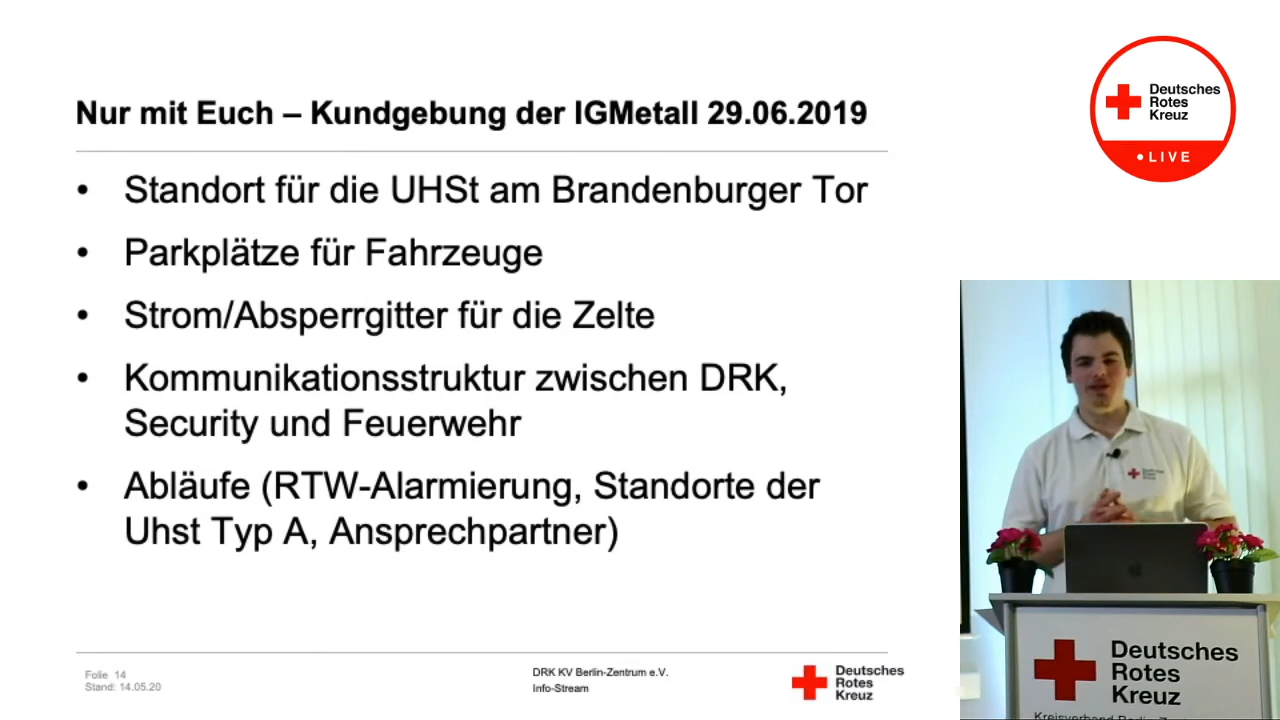 Nur mit Euch – Kundgebung der IGMetall 29.06.2019
• Standort für die UHSt am Brandenburger Tor
• Parkplätze für Fahrzeuge
• Strom/Absperrgitter für die Zelte
• Kommunikationsstruktur zwischen DRK,
Security und Feuerwehr
• Abläufe (RTW-Alarmierung, Standorte der
Uhst Typ A, Ansprechpartner)
Folie 14
Stand: 14.05.20
DRK KV Berlin-Zentrum e.V.
Info-Stream
Deutsches
Rotes
Kreuz
Deutsches
Rotes
Kreuz
• LIVE
Deutsches
Rotes
Kreuz